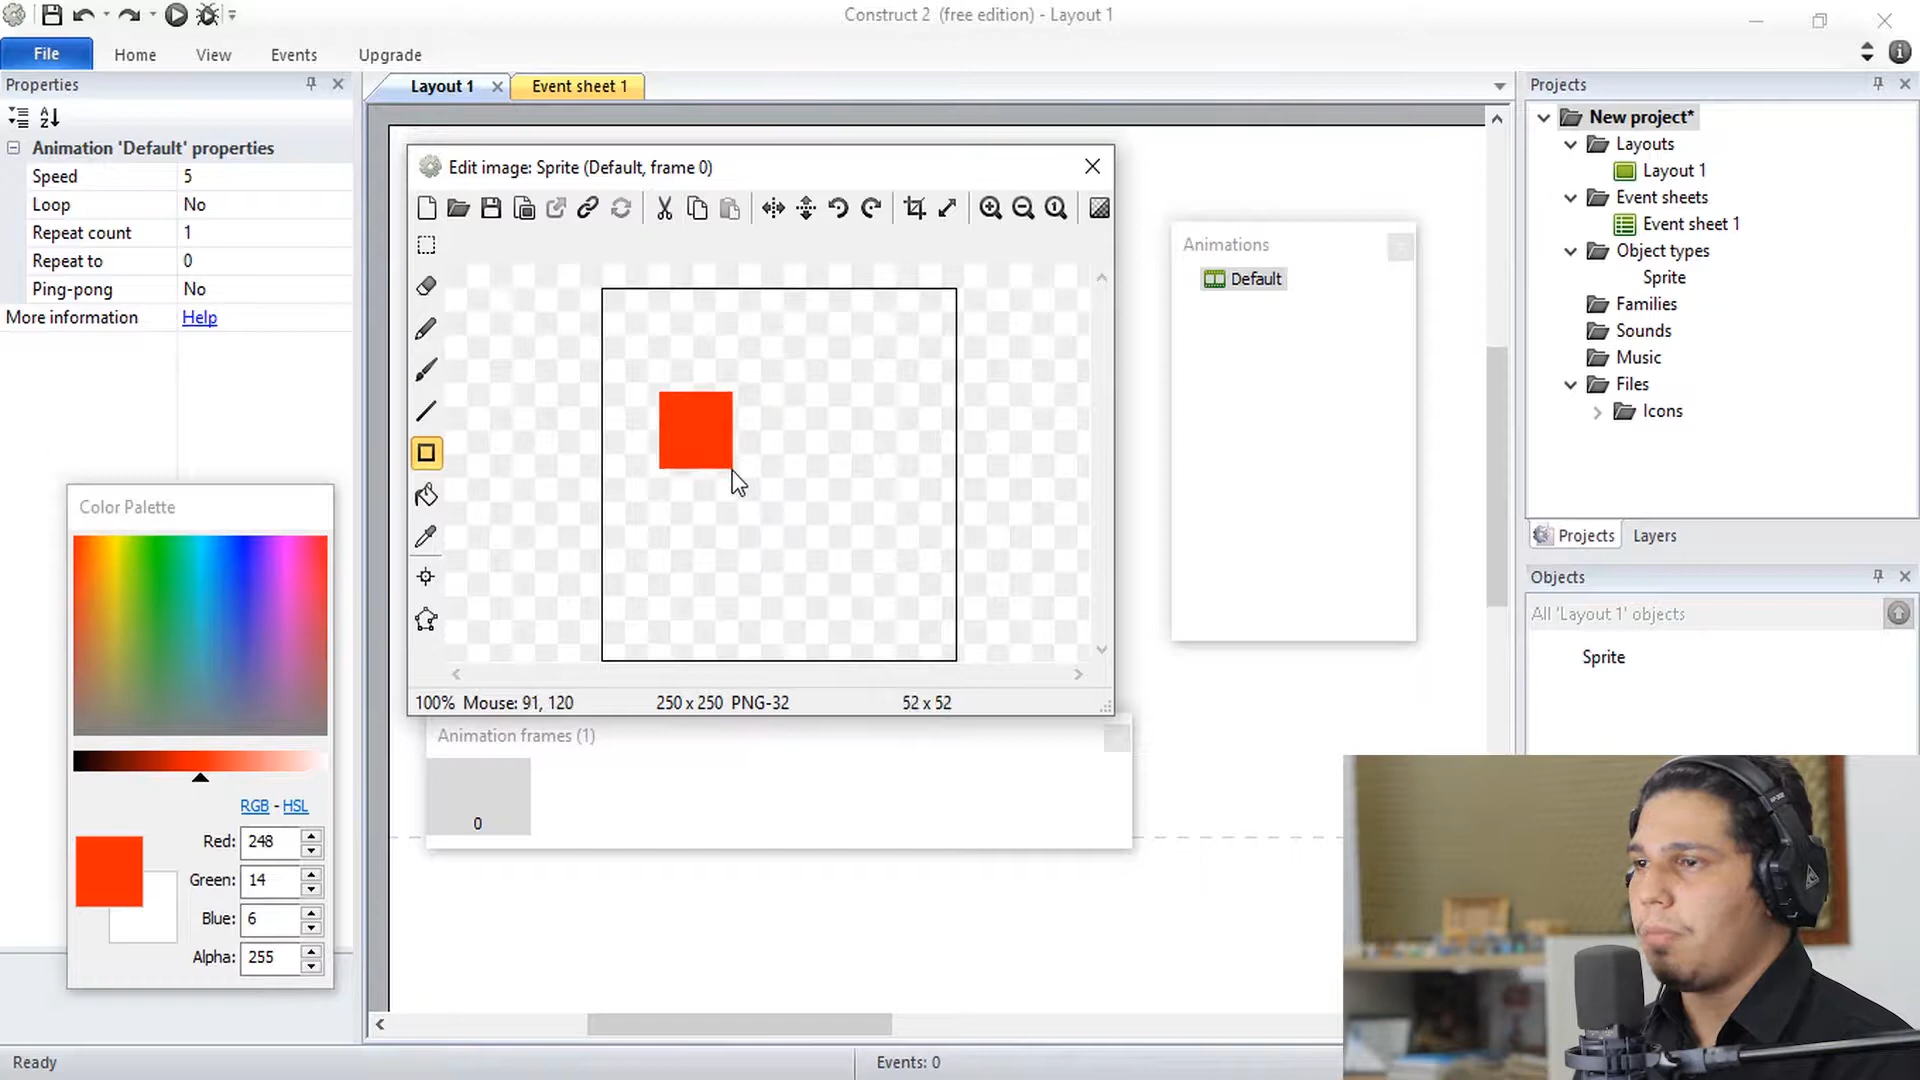 Construct 2 (free edition) - Layout 1
File
Home
View
Events
Upgrade
Properties
Animation 'Default' properties
Speed 5
Loop No
Repeat count 1
Repeat to 0
Ping-pong No
More information Help
Layout 1
Event sheet 1
Edit image: Sprite (Default, frame 0)
100% Mouse: 91, 120 250 x 250 PNG-32 52 x 52
Animation frames (1)
0
Animations
Default
Color Palette
RGB - HSL
Red: 248
Green: 14
Blue: 6
Alpha: 255
Projects
New project*
Layouts
Layout 1
Event sheets
Event sheet 1
Object types
Sprite
Families
Sounds
Music
Files
Icons
Projects
Layers
Objects
All 'Layout 1' objects
Sprite
Ready
Events: 0